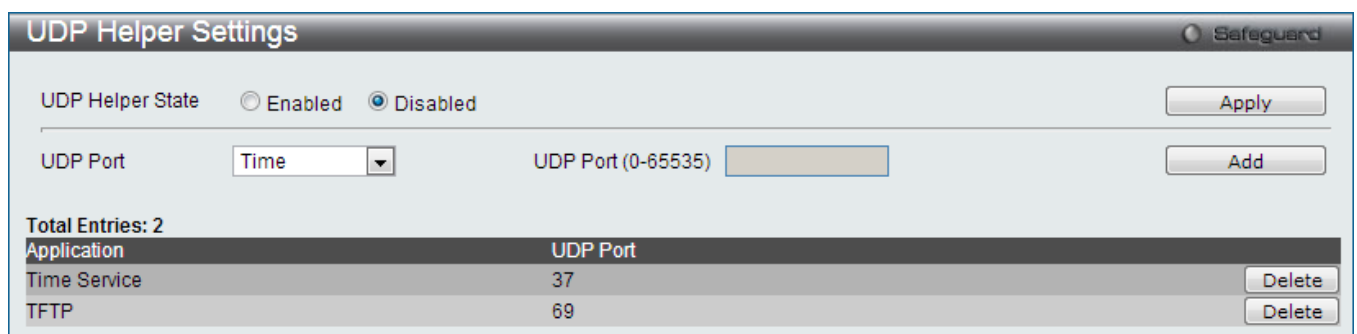 UDP Helper Settings Safeguard
UDP Helper State Enabled Disabled Apply
UDP Port Time UDP Port (0-65535) Add
Total Entries: 2
Application UDP Port
Time Service 37 Delete
TFTP 69 Delete